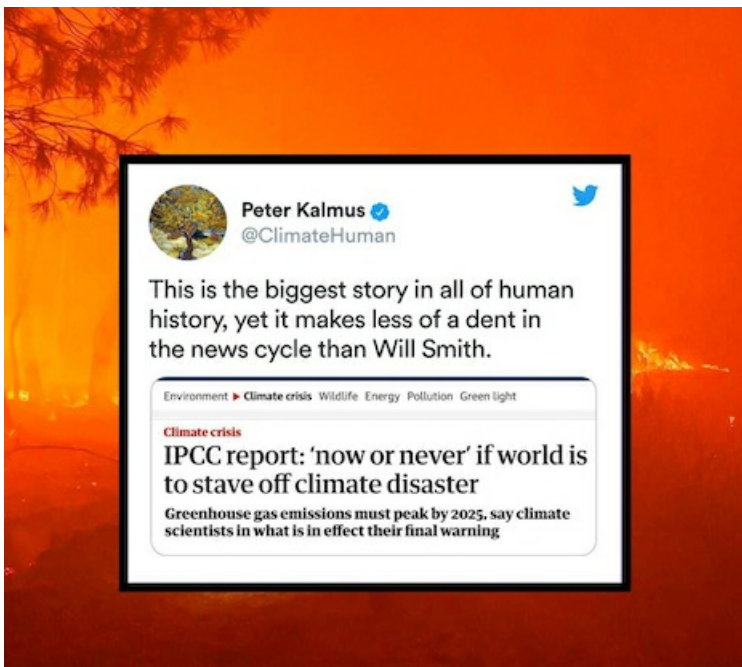 Peter Kalmus
@ClimateHuman
This is the biggest story in all of human
history, yet it makes less of a dent in
the news cycle than Will Smith.
Environment ▶ Climate crisis Wildlife Energy Pollution Green light
Climate crisis
IPCC report: ‘now or never’ if world is
to stave off climate disaster
Greenhouse gas emissions must peak by 2025, say climate
scientists in what is in effect their final warning